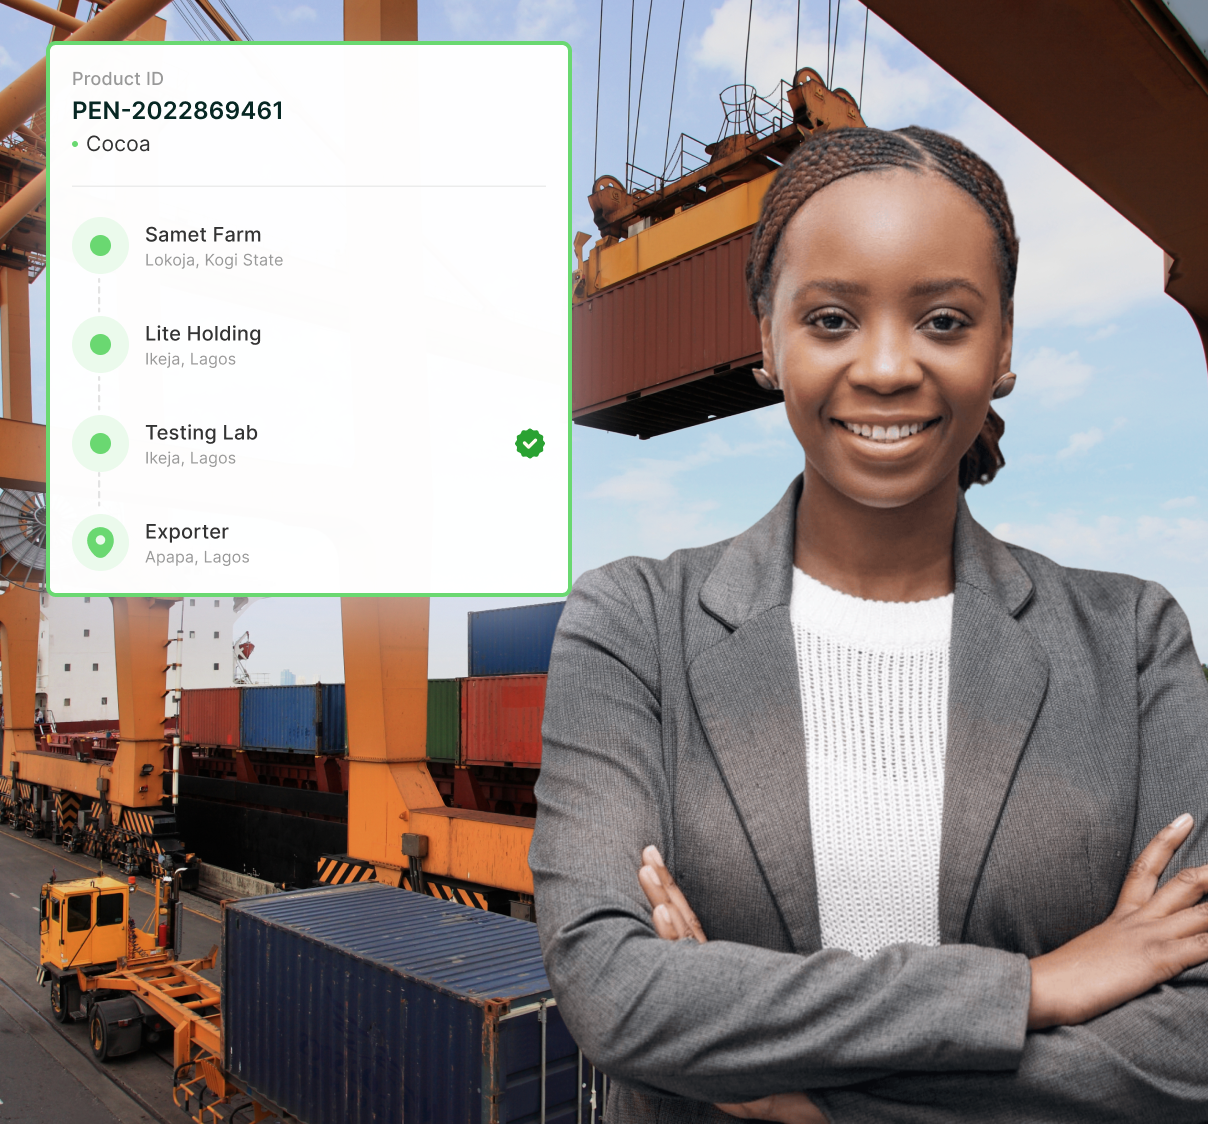 Product ID
PEN-2022869461
Cocoa
Samet Farm
Lokoja, Kogi State
Lite Holding
Ikeja, Lagos
Testing Lab
Ikeja, Lagos
Exporter
Apapa, Lagos